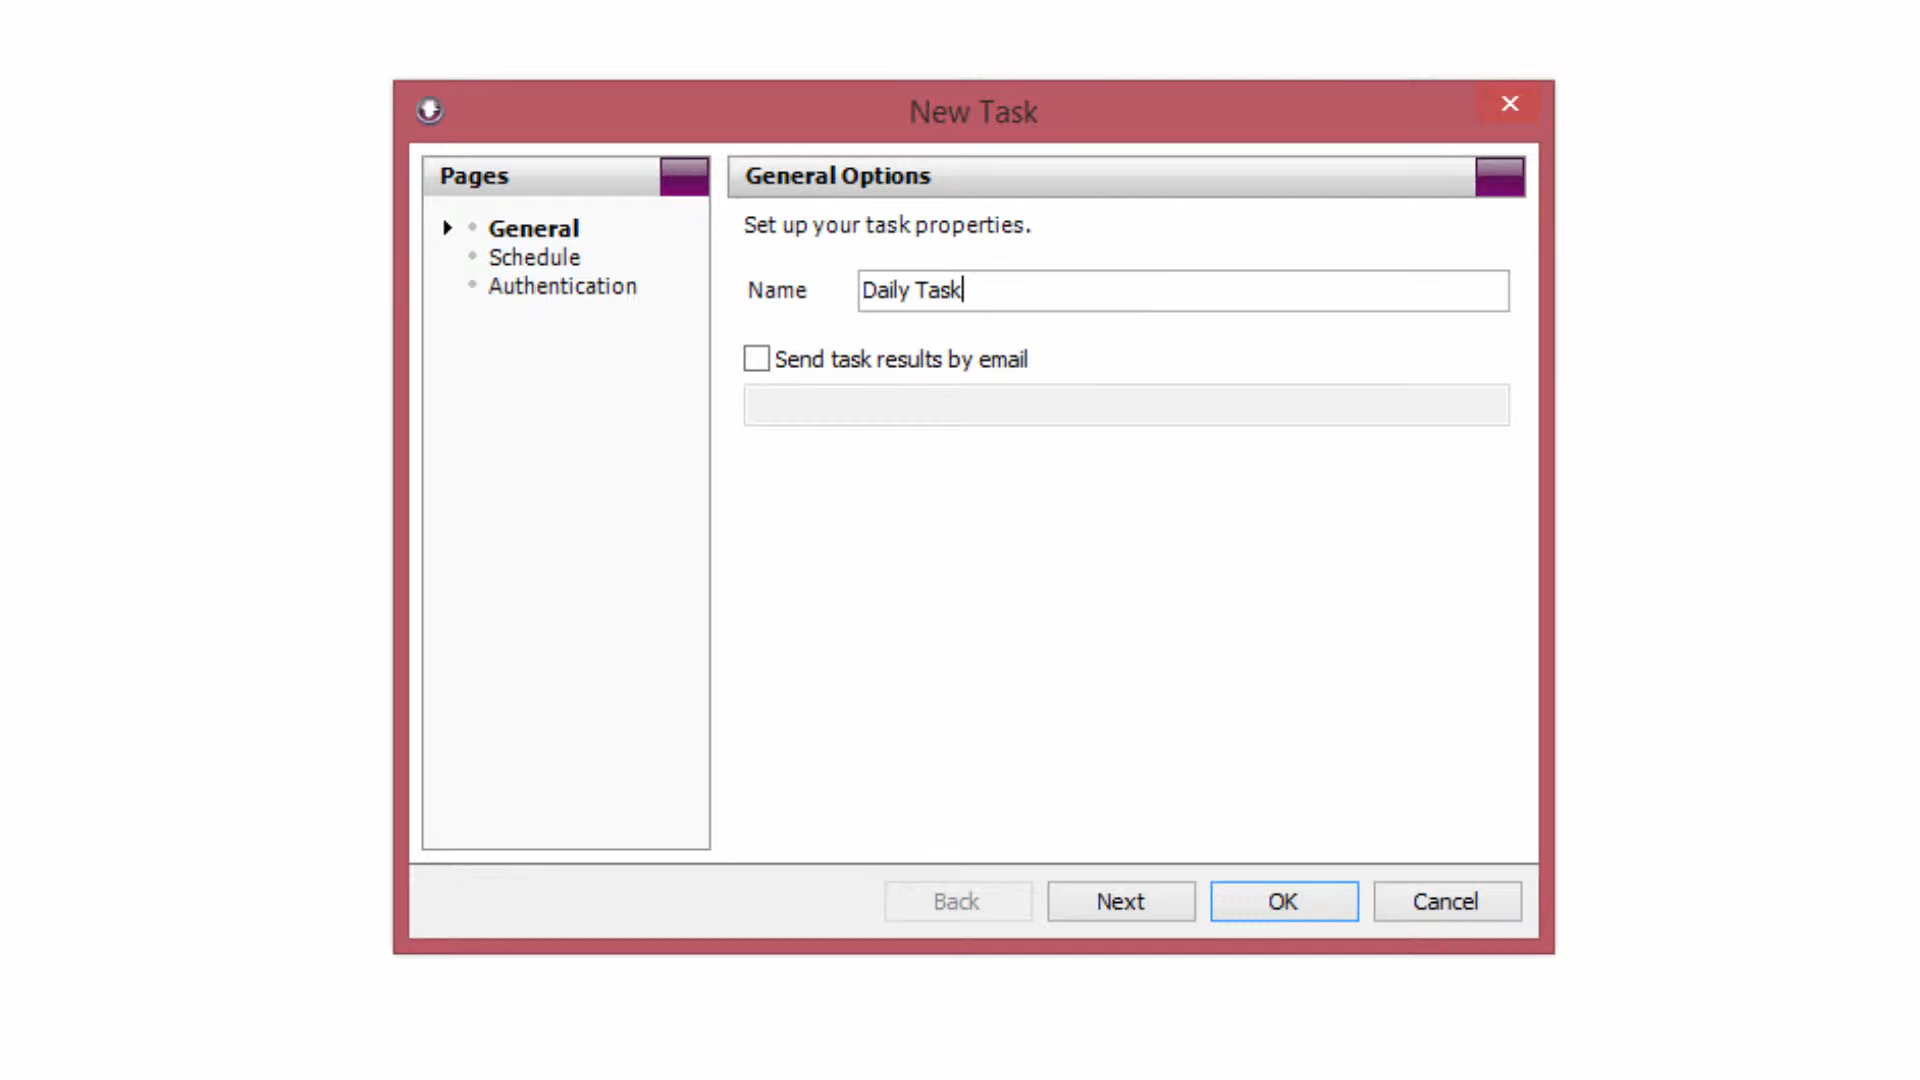 New Task
Pages
General
Schedule
Authentication
General Options
Set up your task properties.
Name Daily Task
Send task results by email
Back Next OK Cancel